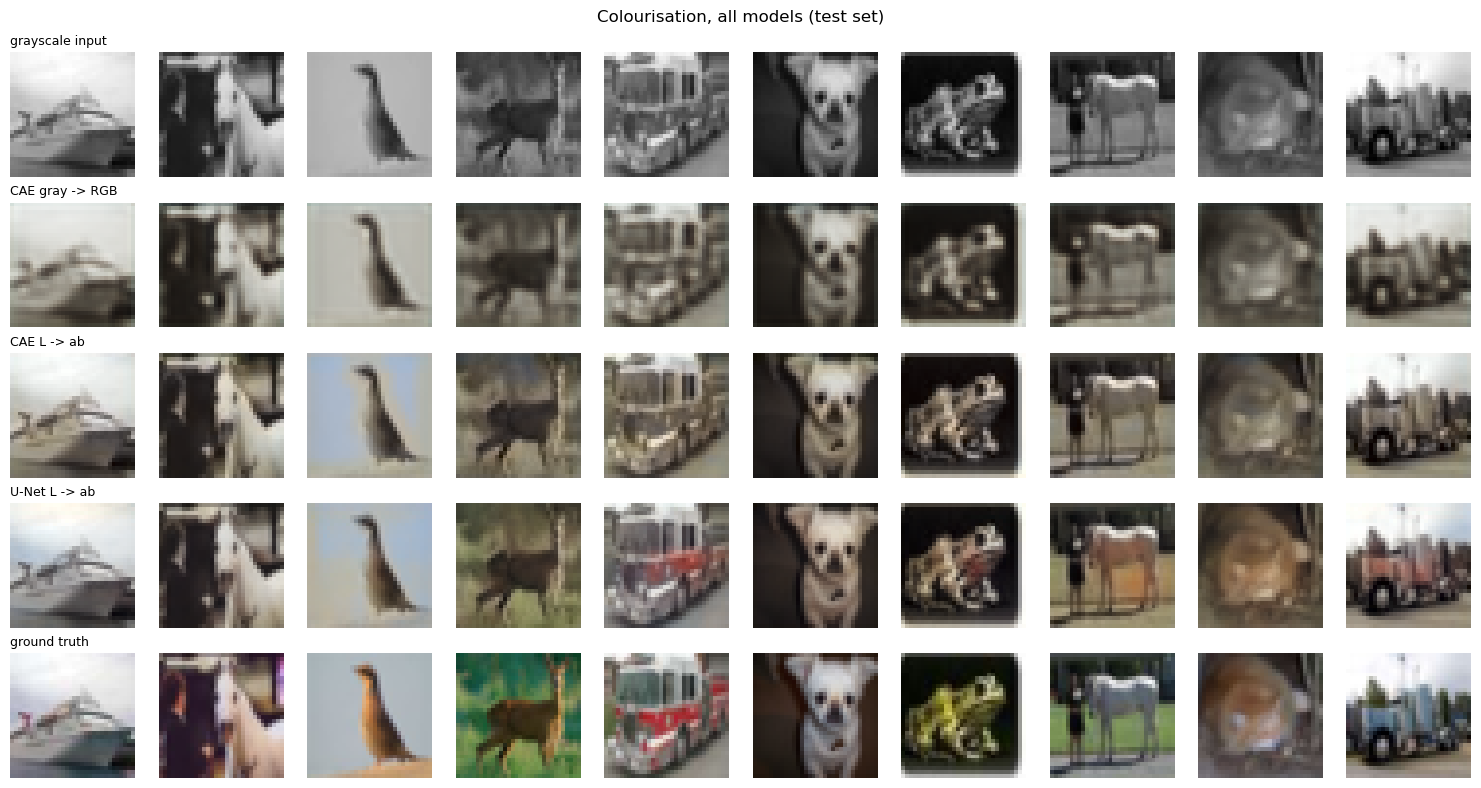 Colourisation, all models (test set)
grayscale input
CAE gray -> RGB
CAE L -> ab
U-Net L -> ab
ground truth